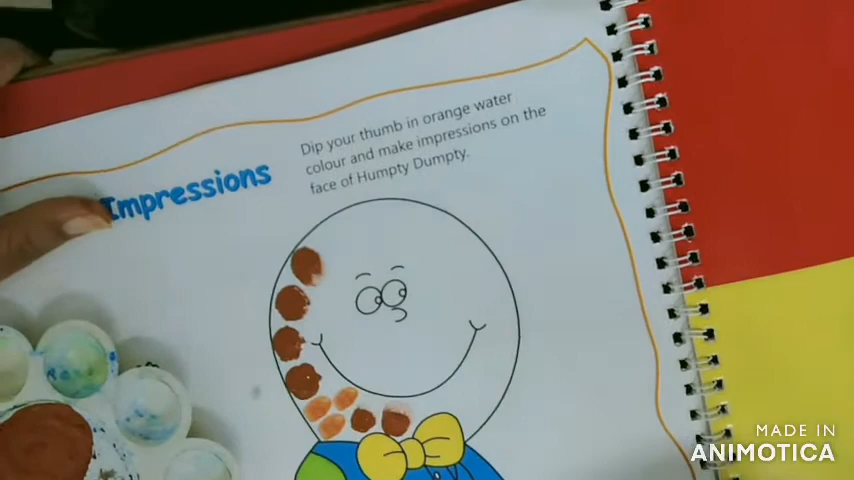 Dip your thumb in orange water
colour and make impressions on the
face of Humpty Dumpty.
Impressions
MADE IN
ANIMOTICA